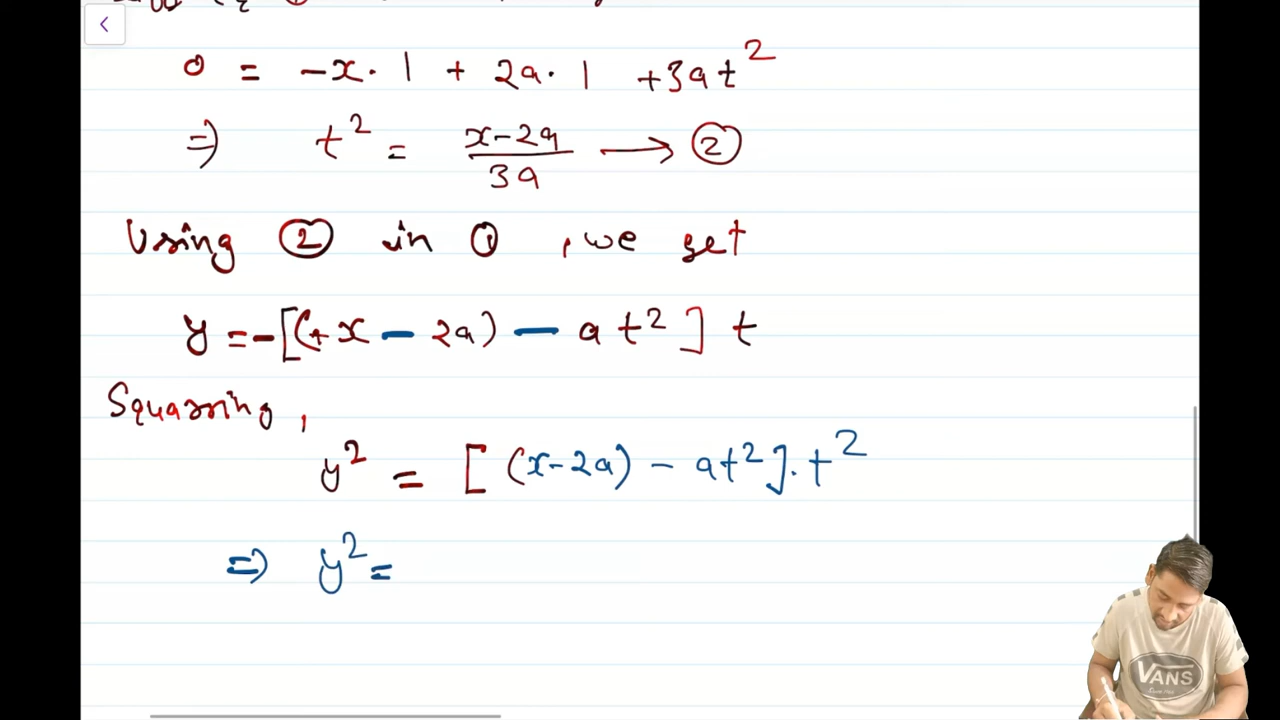 0 = -x · 1 + 2a · 1 + 3at²
⇒ t² = (x-2a)/3a → ②
Using ② in ①, we get
y = -[(+x - 2a) - at²] t
Squarring,
y² = [(x-2a) - at²] · t²
⇒ y² =
VANS